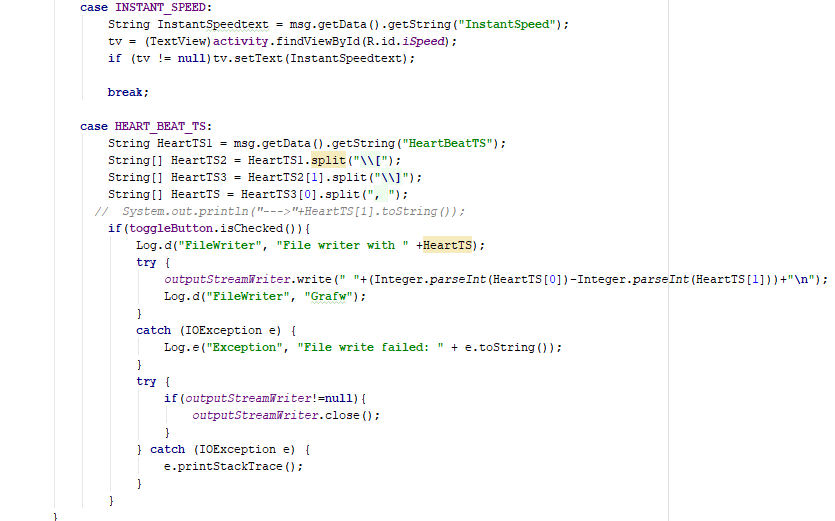 case INSTANT_SPEED:
String InstantSpeedtext = msg.getData().getString("InstantSpeed");
tv = (TextView)activity.findViewById(R.id.iSpeed);
if (tv != null)tv.setText(InstantSpeedtext);
break;
case HEART_BEAT_TS:
String HeartTS1 = msg.getData().getString("HeartBeatTS");
String[] HeartTS2 = HeartTS1.split("\\[");
String[] HeartTS3 = HeartTS2[1].split("\\]");
String[] HeartTS = HeartTS3[0].split(", ");
// System.out.println("--->"+HeartTS[1].toString());
if(toggleButton.isChecked()){
Log.d("FileWriter", "File writer with " +HeartTS);
try {
outputStreamWriter.write(" "+(Integer.parseInt(HeartTS[0])-Integer.parseInt(HeartTS[1]))+"\n");
Log.d("FileWriter", "Grafw");
}
catch (IOException e) {
Log.e("Exception", "File write failed: " + e.toString());
}
try {
if(outputStreamWriter!=null){
outputStreamWriter.close();
}
} catch (IOException e) {
e.printStackTrace();
}
}
}